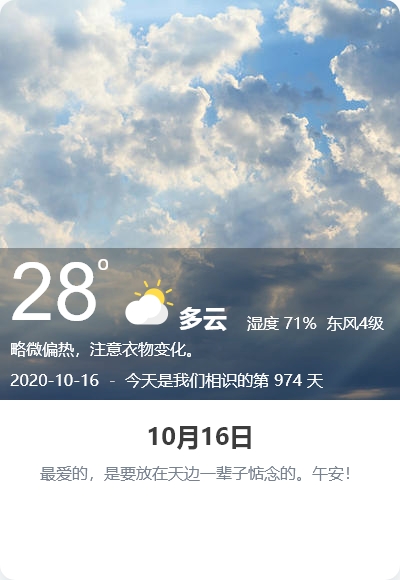 28°
多云 湿度 71% 东风4级
略微偏热，注意衣物变化。
2020-10-16 - 今天是我们相识的第 974 天
10月16日
最爱的，是要放在天边一辈子惦念的。午安！